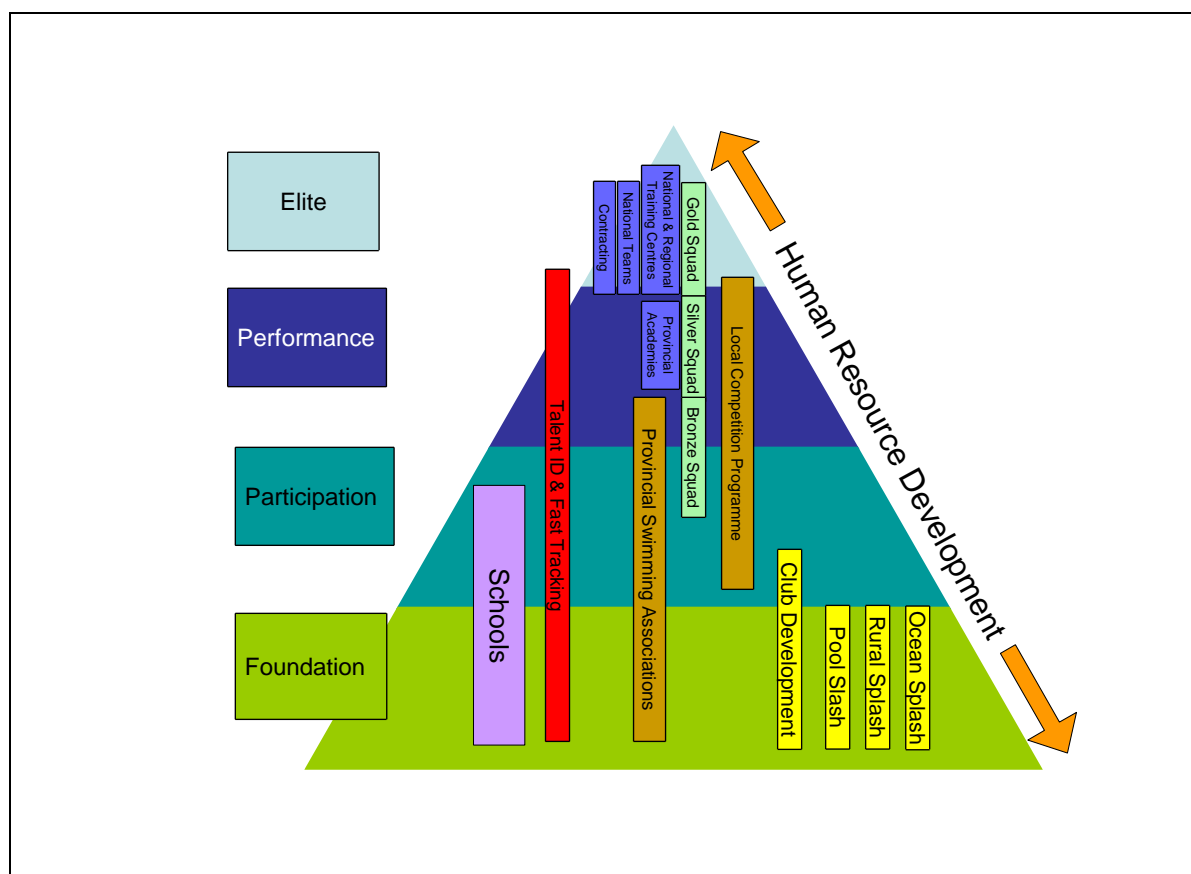 Elite
Performance
Participation
Foundation
Contracting
National Teams
National & Regional
Training Centres
Gold Squad
Provincial
Academies
Silver Squad
Bronze Squad
Local Competition Programme
Talent ID & Fast Tracking
Schools
Provincial Swimming Associations
Club Development
Pool Slash
Rural Splash
Ocean Splash
Human Resource Development